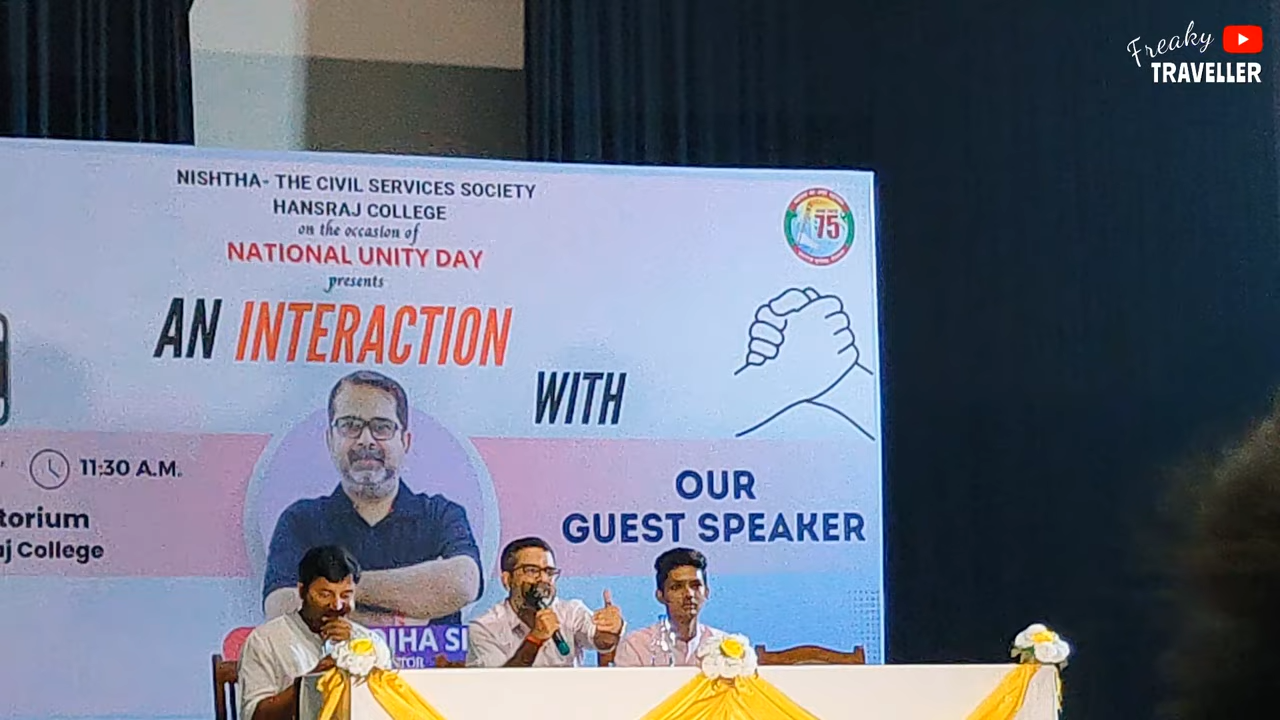 Freaky
TRAVELLER
NISHTHA- THE CIVIL SERVICES SOCIETY
HANSRAJ COLLEGE
on the occasion of
NATIONAL UNITY DAY
presents
AN INTERACTION
WITH
75
11:30 A.M.
torium
j College
OUR
GUEST SPEAKER